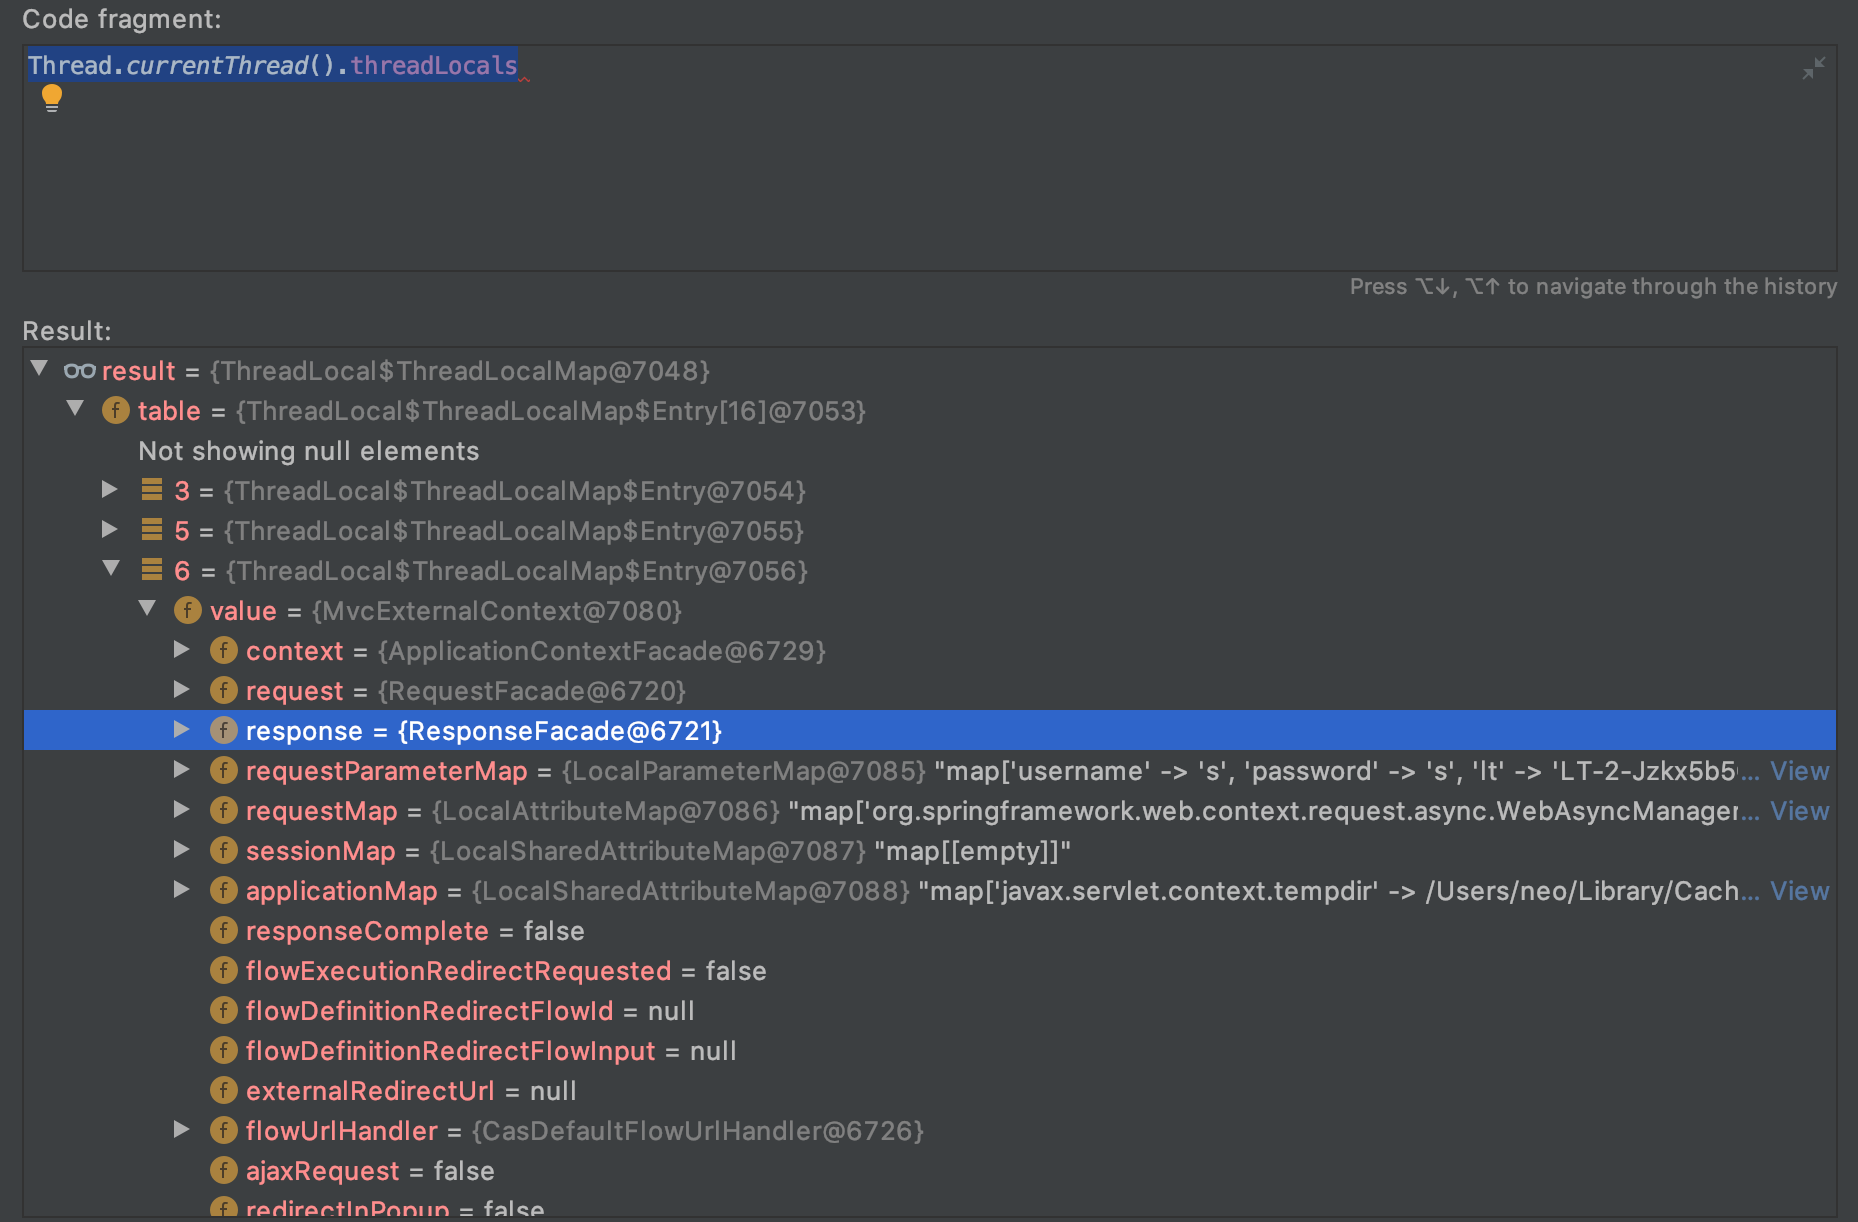 Code fragment:
Thread.currentThread().threadLocals
Press ⌥↓, ⌥↑ to navigate through the history
Result:
result = {ThreadLocal$ThreadLocalMap@7048}
f table = {ThreadLocal$ThreadLocalMap$Entry[16]@7053}
Not showing null elements
3 = {ThreadLocal$ThreadLocalMap$Entry@7054}
5 = {ThreadLocal$ThreadLocalMap$Entry@7055}
6 = {ThreadLocal$ThreadLocalMap$Entry@7056}
f value = {MvcExternalContext@7080}
f context = {ApplicationContextFacade@6729}
f request = {RequestFacade@6720}
f response = {ResponseFacade@6721}
f requestParameterMap = {LocalParameterMap@7085} "map['username' -> 's', 'password' -> 's', 'lt' -> 'LT-2-Jzkx5b5... View
f requestMap = {LocalAttributeMap@7086} "map['org.springframework.web.context.request.async.WebAsyncManager... View
f sessionMap = {LocalSharedAttributeMap@7087} "map[[empty]]"
f applicationMap = {LocalSharedAttributeMap@7088} "map['javax.servlet.context.tempdir' -> /Users/neo/Library/Cach... View
f responseComplete = false
f flowExecutionRedirectRequested = false
f flowDefinitionRedirectFlowId = null
f flowDefinitionRedirectFlowInput = null
f externalRedirectUrl = null
f flowUrlHandler = {CasDefaultFlowUrlHandler@6726}
f ajaxRequest = false
f redirectInPopup = false